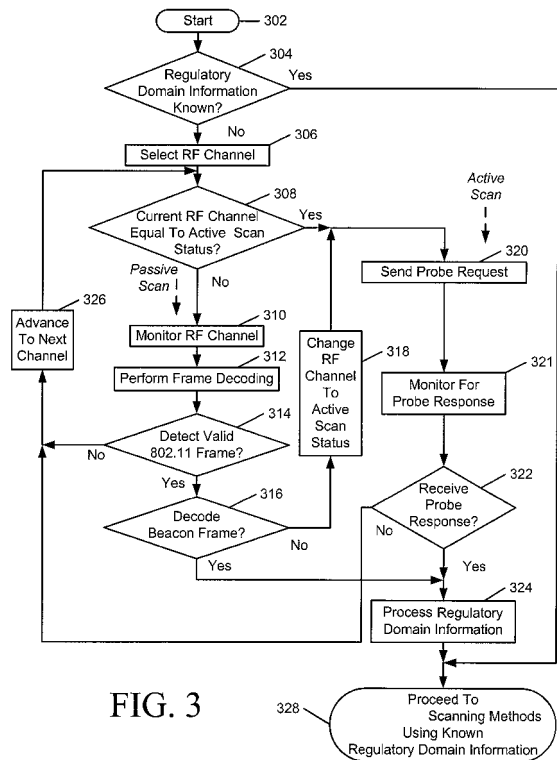 Start
302
304
Regulatory
Domain Information
Known?
Yes
No
306
Select RF Channel
308
Current RF Channel
Equal To Active Scan
Status?
Yes
Active
Scan
320
Send Probe Request
Passive
Scan
No
326
Advance
To Next
Channel
310
Monitor RF Channel
312
Perform Frame Decoding
Change
RF
Channel
To
Active
Scan
Status
318
321
Monitor For
Probe Response
314
Detect Valid
802.11 Frame?
No
Yes
316
Decode
Beacon Frame?
No
Yes
322
Receive
Probe
Response?
No
Yes
324
Process Regulatory
Domain Information
FIG. 3
328
Proceed To
Scanning Methods
Using Known
Regulatory Domain Information